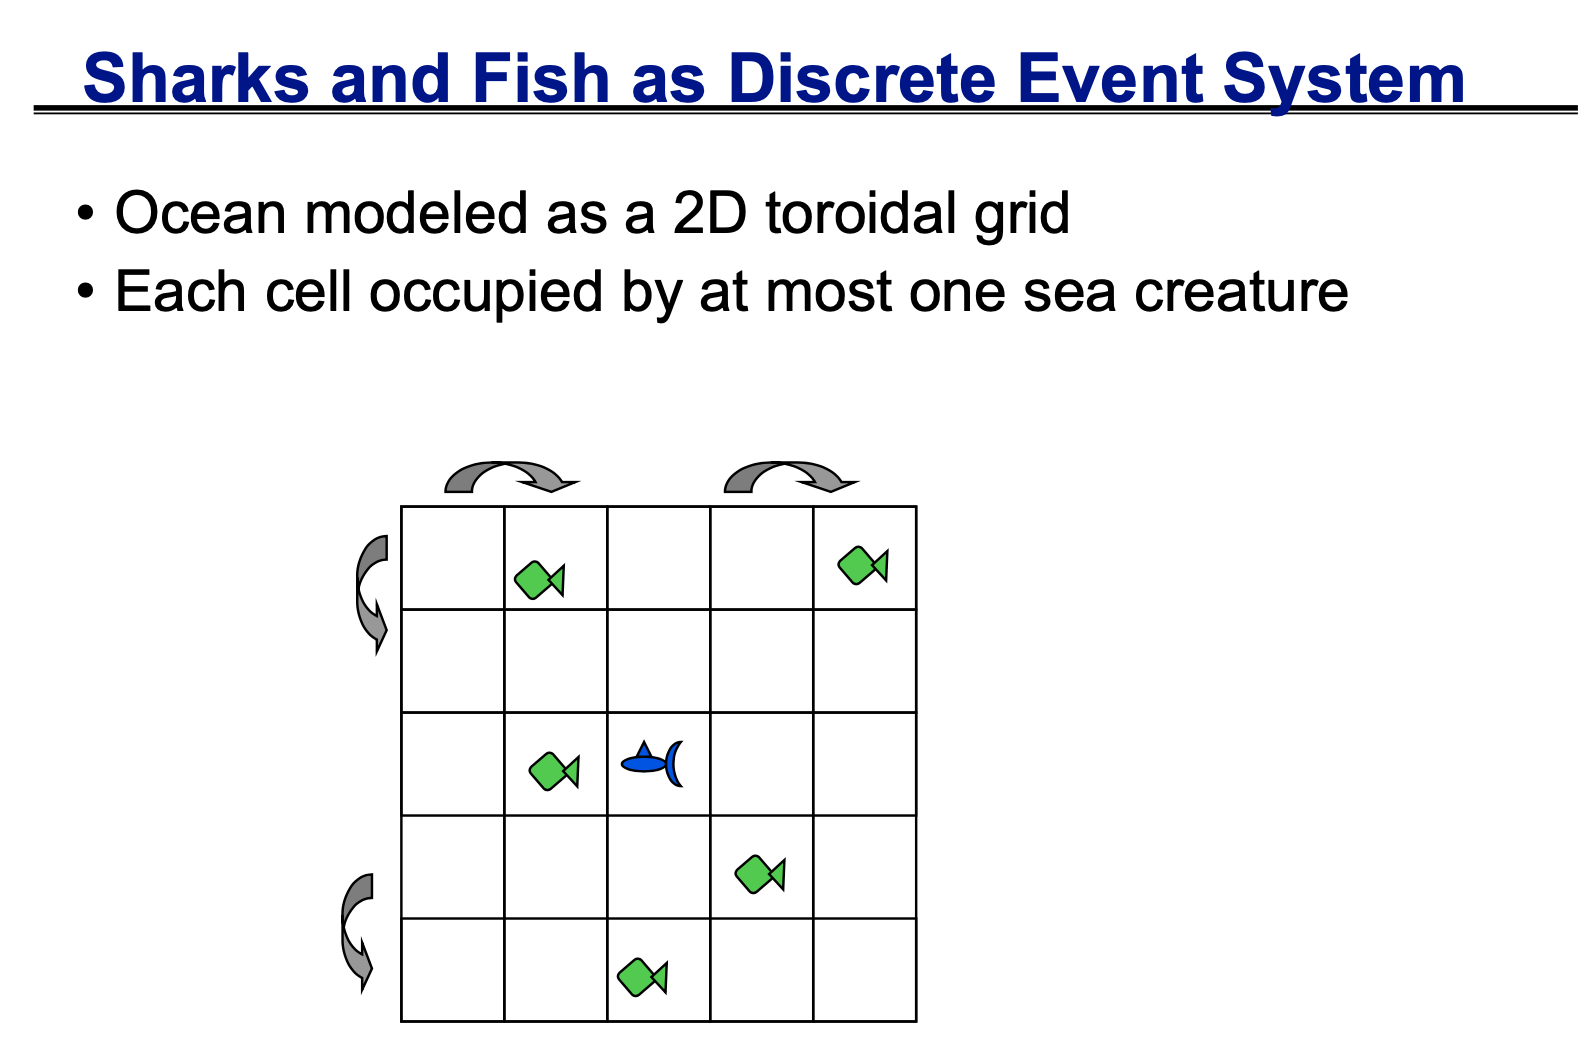 Sharks and Fish as Discrete Event System
• Ocean modeled as a 2D toroidal grid
• Each cell occupied by at most one sea creature